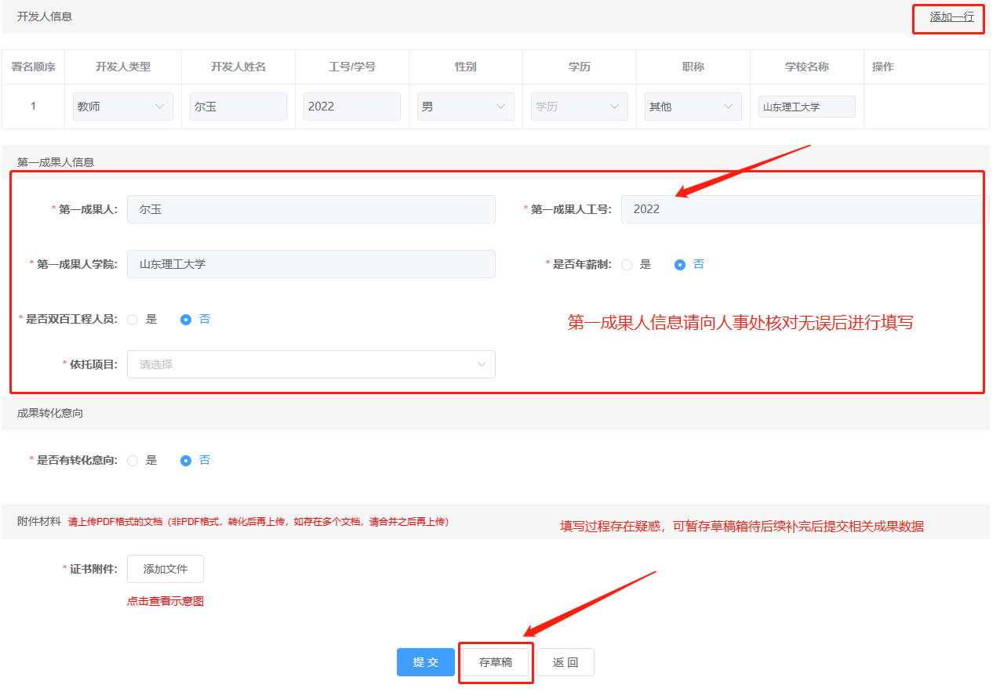 开发人信息 添加一行
署名顺序 开发人类型 开发人姓名 工号/学号 性别 学历 职称 学校名称 操作
1 教师 尔玉 2022 男 学历 其他 山东理工大学
第一成果人信息
* 第一成果人: 尔玉 * 第一成果人工号: 2022
* 第一成果人学院: 山东理工大学 * 是否年薪制: 是 否
* 是否双百工程人员: 是 否 第一成果人信息请向人事处核对无误后进行填写
* 依托项目: 请选择
成果转化意向
* 是否有转化意向: 是 否
附件材料 请上传PDF格式的文档（非PDF格式，转化后再上传，如存在多个文档，请合并之后再上传） 填写过程存在疑惑，可暂存草稿箱待后续补完后提交相关成果数据
* 证书附件: 添加文件
点击查看示意图
提 交 存草稿 返 回